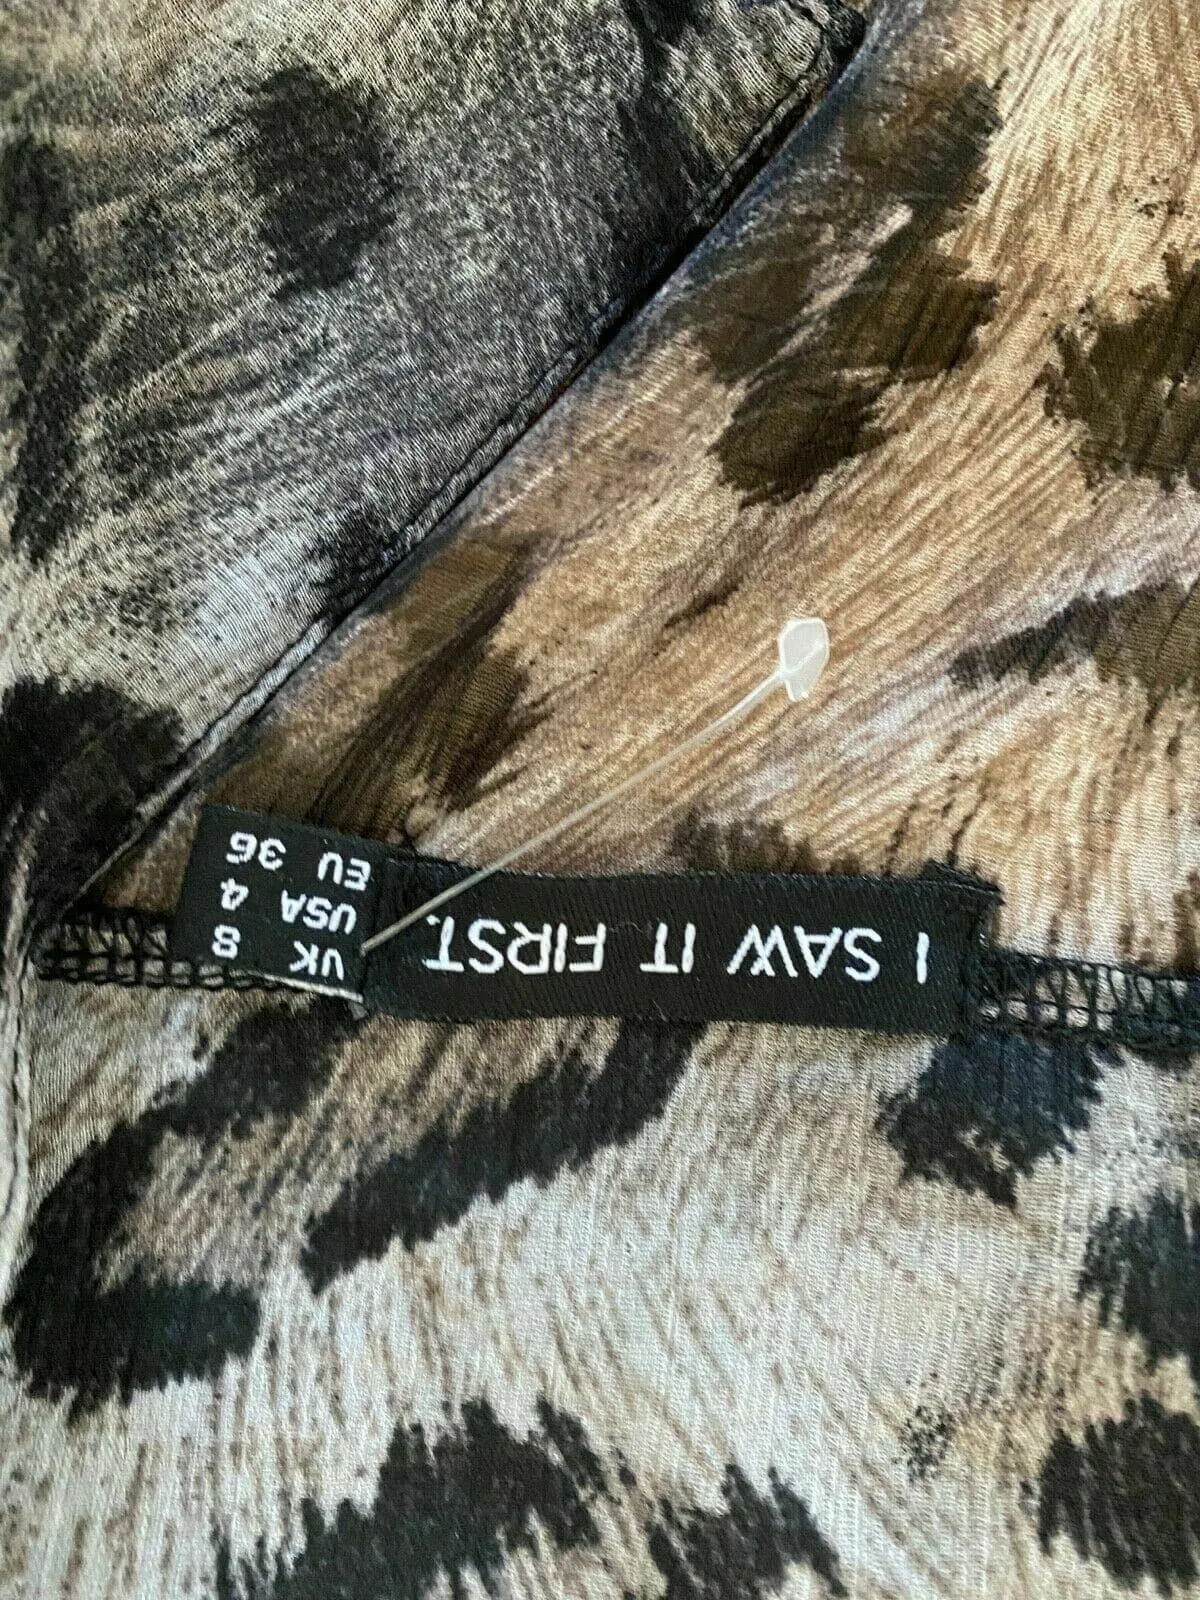 I SAW IT FIRST.
UK 8
USA 4
EU 36